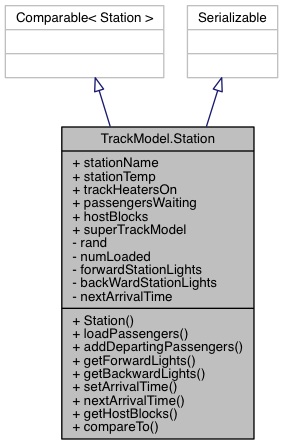 Comparable< Station >
Serializable
TrackModel.Station
+ stationName
+ stationTemp
+ trackHeatersOn
+ passengersWaiting
+ hostBlocks
+ superTrackModel
- rand
- numLoaded
- forwardStationLights
- backWardStationLights
- nextArrivalTime
+ Station()
+ loadPassengers()
+ addDepartingPassengers()
+ getForwardLights()
+ getBackwardLights()
+ setArrivalTime()
+ nextArrivalTime()
+ getHostBlocks()
+ compareTo()